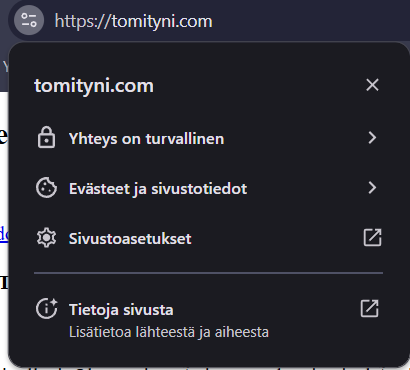 https://tomityni.com
tomityni.com
Yhteys on turvallinen
Evästeet ja sivustotiedot
Sivustoasetukset
Tietoja sivusta
Lisätietoa lähteestä ja aiheesta